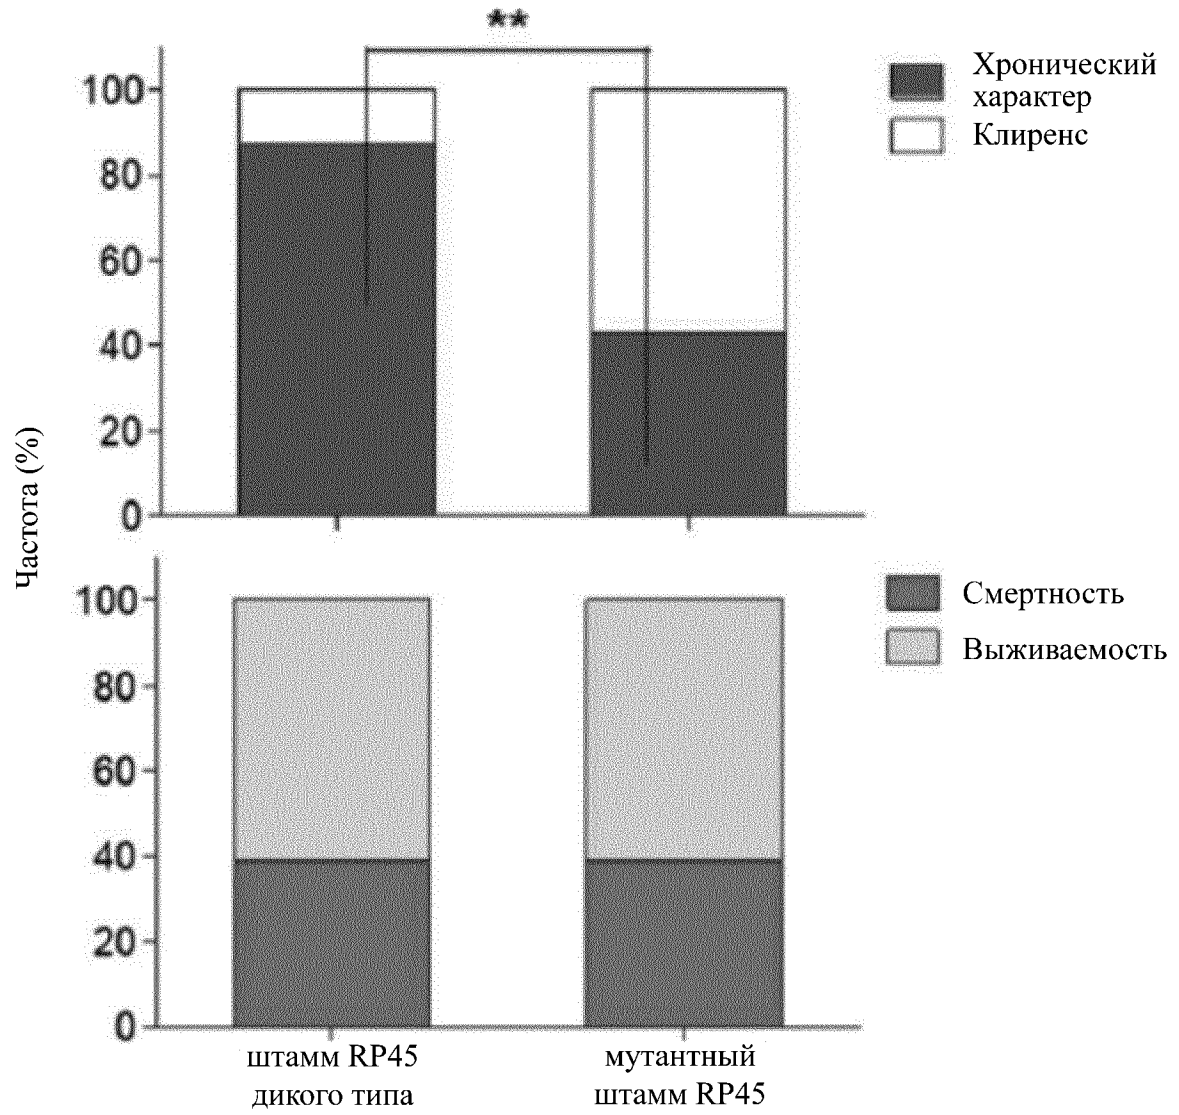 **
100
80
60
40
20
0
Хронический
характер
Клиренс
Частота (%)
100
80
60
40
20
0
Смертность
Выживаемость
штамм RP45
дикого типа
мутантный
штамм RP45